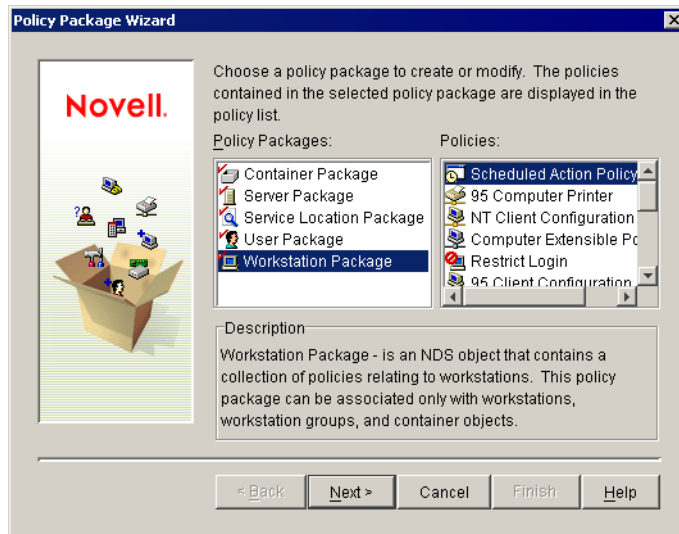 Policy Package Wizard
Novell.
Choose a policy package to create or modify. The policies
contained in the selected policy package are displayed in the
policy list.
Policy Packages:
Container Package
Server Package
Service Location Package
User Package
Workstation Package
Policies:
Scheduled Action Policy
95 Computer Printer
NT Client Configuration
Computer Extensible Po
Restrict Login
95 Client Configuration
Description
Workstation Package - is an NDS object that contains a
collection of policies relating to workstations. This policy
package can be associated only with workstations,
workstation groups, and container objects.
< Back
Next >
Cancel
Finish
Help